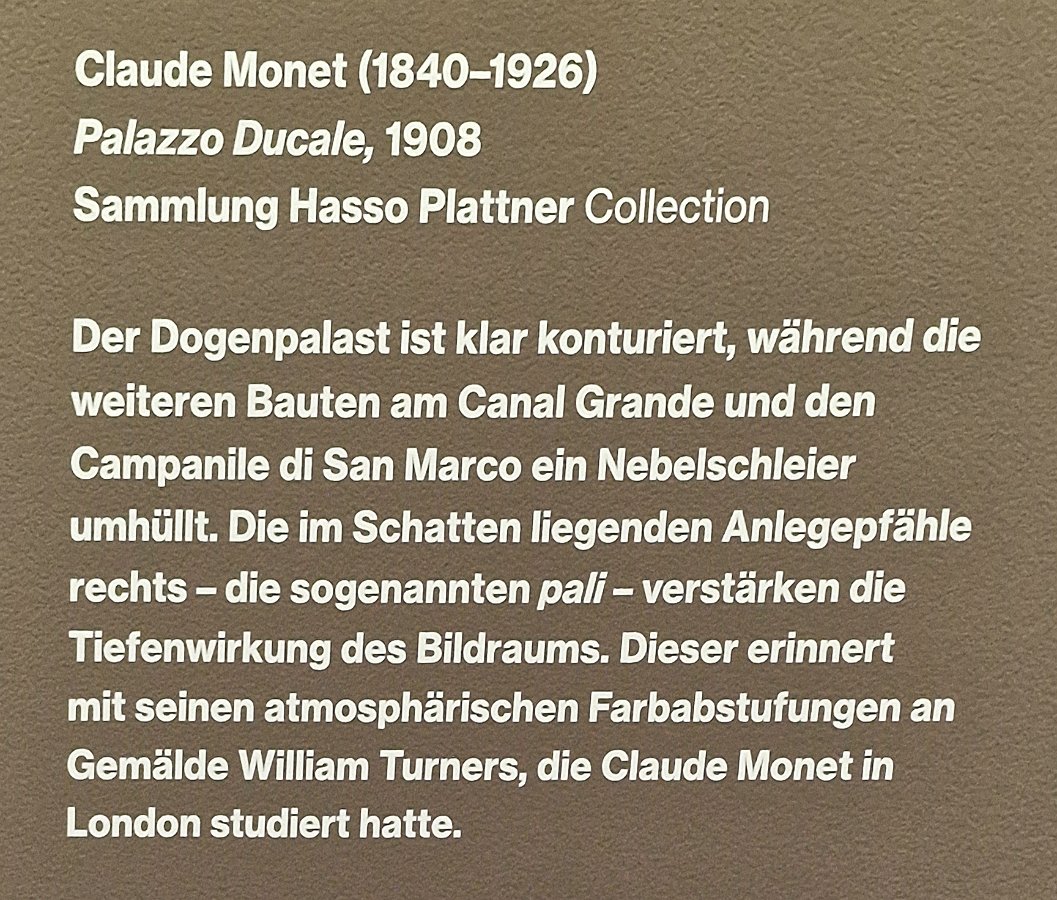 Claude Monet (1840–1926)
Palazzo Ducale, 1908
Sammlung Hasso Plattner Collection
Der Dogenpalast ist klar konturiert, während die
weiteren Bauten am Canal Grande und den
Campanile di San Marco ein Nebelschleier
umhüllt. Die im Schatten liegenden Anlegepfähle
rechts – die sogenannten pali – verstärken die
Tiefenwirkung des Bildraums. Dieser erinnert
mit seinen atmosphärischen Farbabstufungen an
Gemälde William Turners, die Claude Monet in
London studiert hatte.